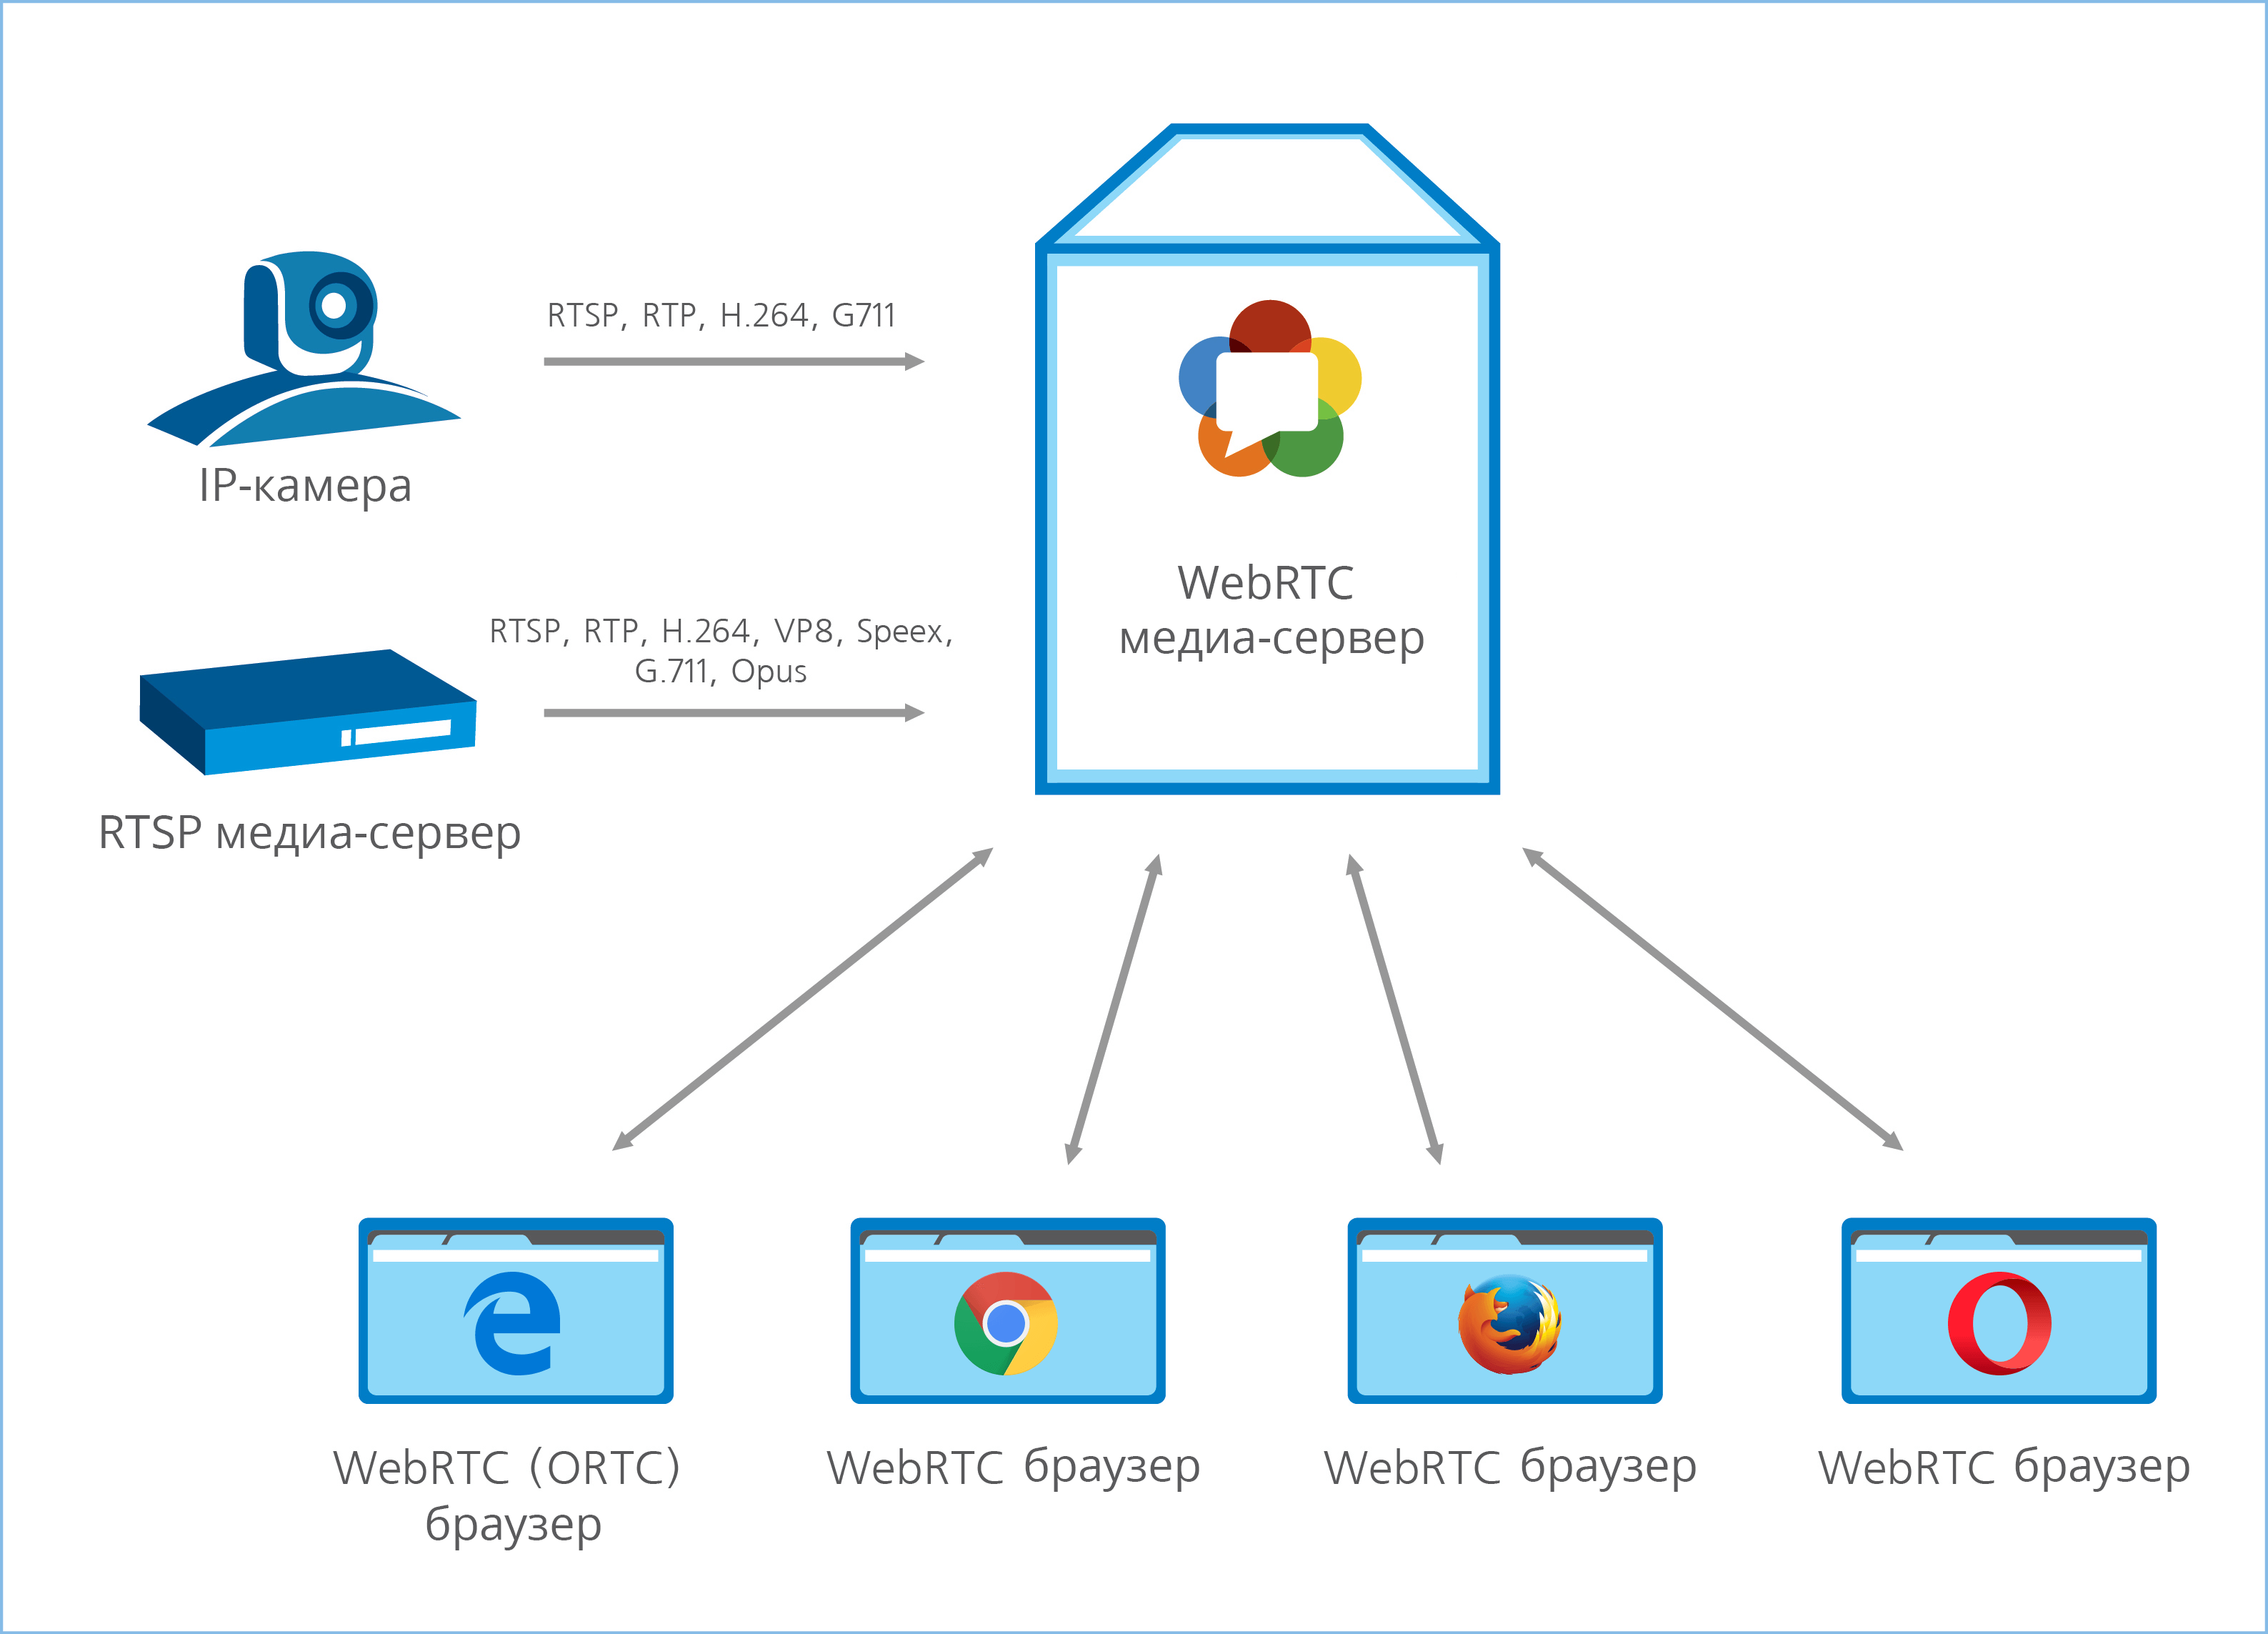 RTSP, RTP, H.264, G711
IP-камера
WebRTC
медиа-сервер
RTSP, RTP, H.264, VP8, Speex,
G.711, Opus
RTSP медиа-сервер
WebRTC (ORTC)
браузер
WebRTC браузер
WebRTC браузер
WebRTC браузер